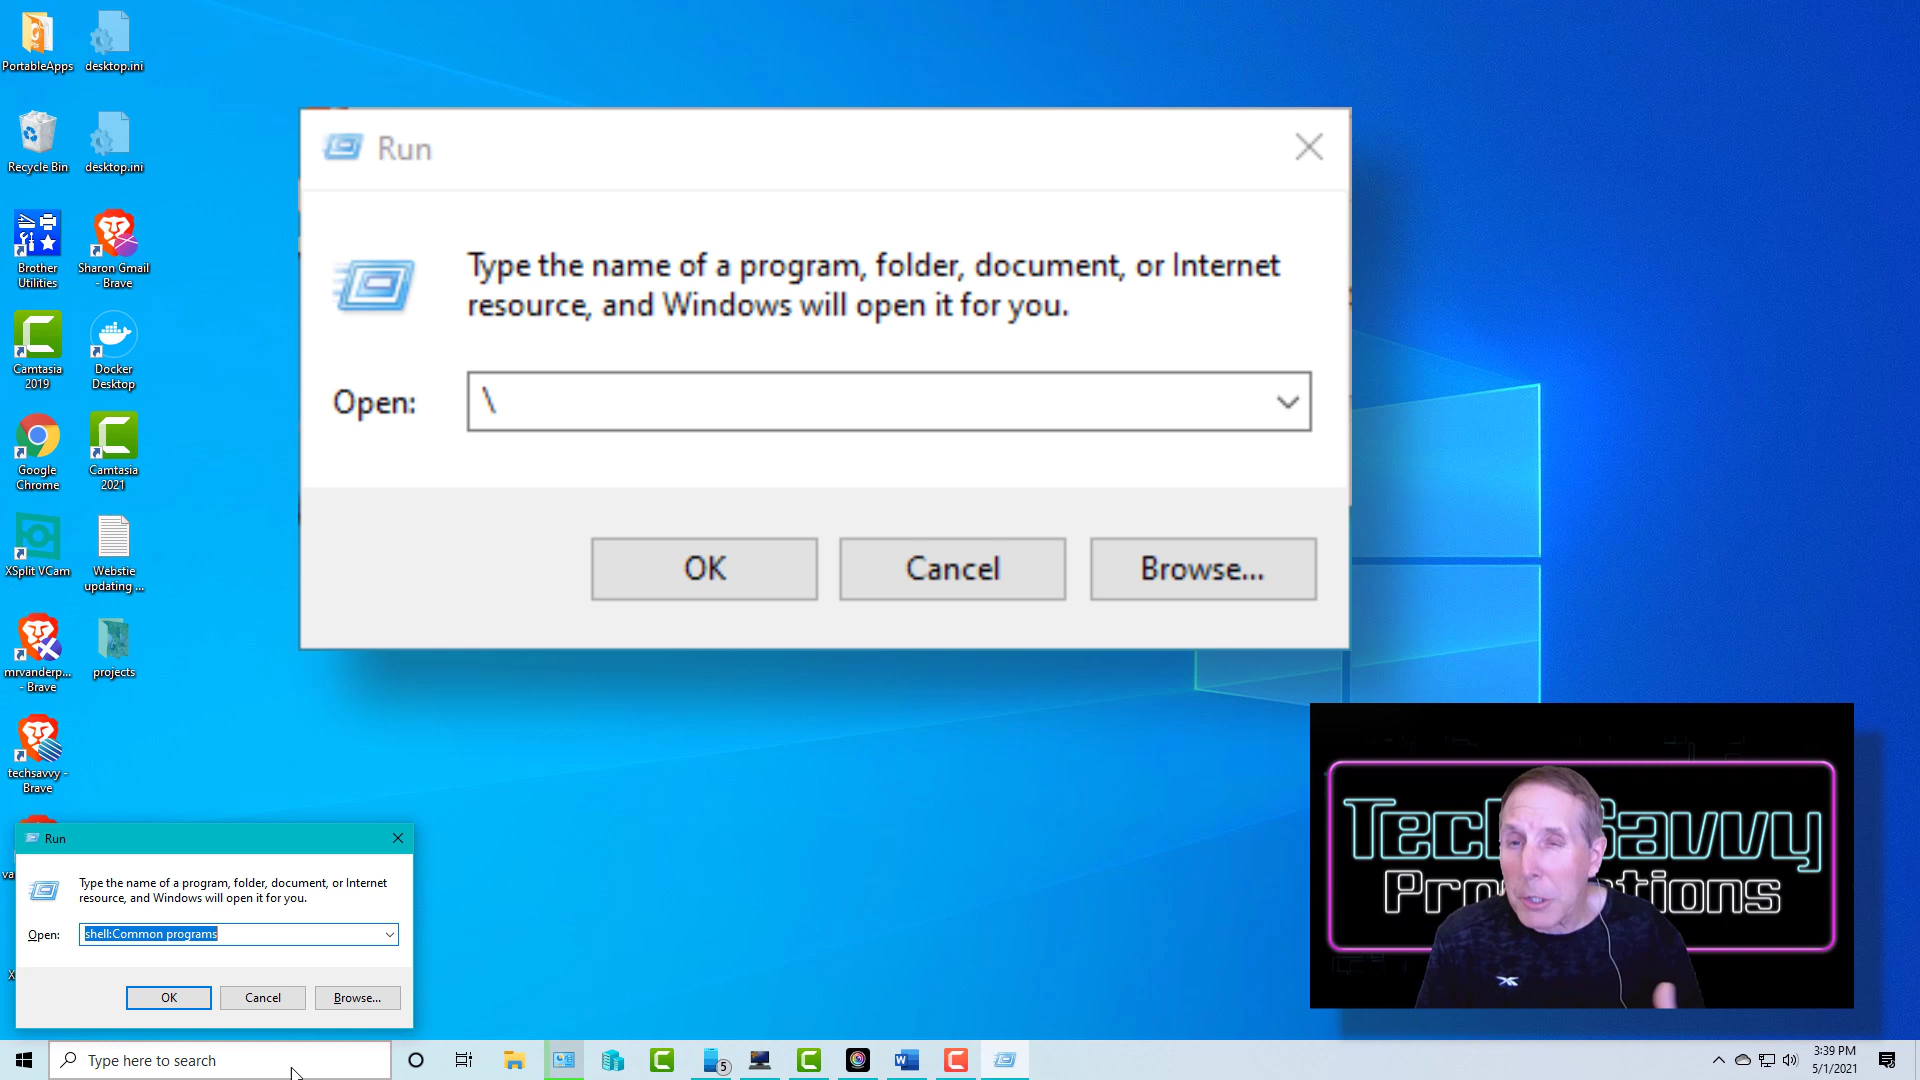 PortableApps
desktop.ini
Recycle Bin
desktop.ini
Brother
Utilities
Sharon Gmail
- Brave
Camtasia
2019
Docker
Desktop
Google
Chrome
Camtasia
2021
XSplit VCam
Webstie
updating ...
mrvanderp...
- Brave
projects
techsavvy -
Brave
va
X
Run
Type the name of a program, folder, document, or Internet
resource, and Windows will open it for you.
Open:
\
OK
Cancel
Browse...
Run
Type the name of a program, folder, document, or Internet
resource, and Windows will open it for you.
Open:
shell:Common programs
OK
Cancel
Browse...
Tech Savvy
Type here to search
5
3:39 PM
5/1/2021